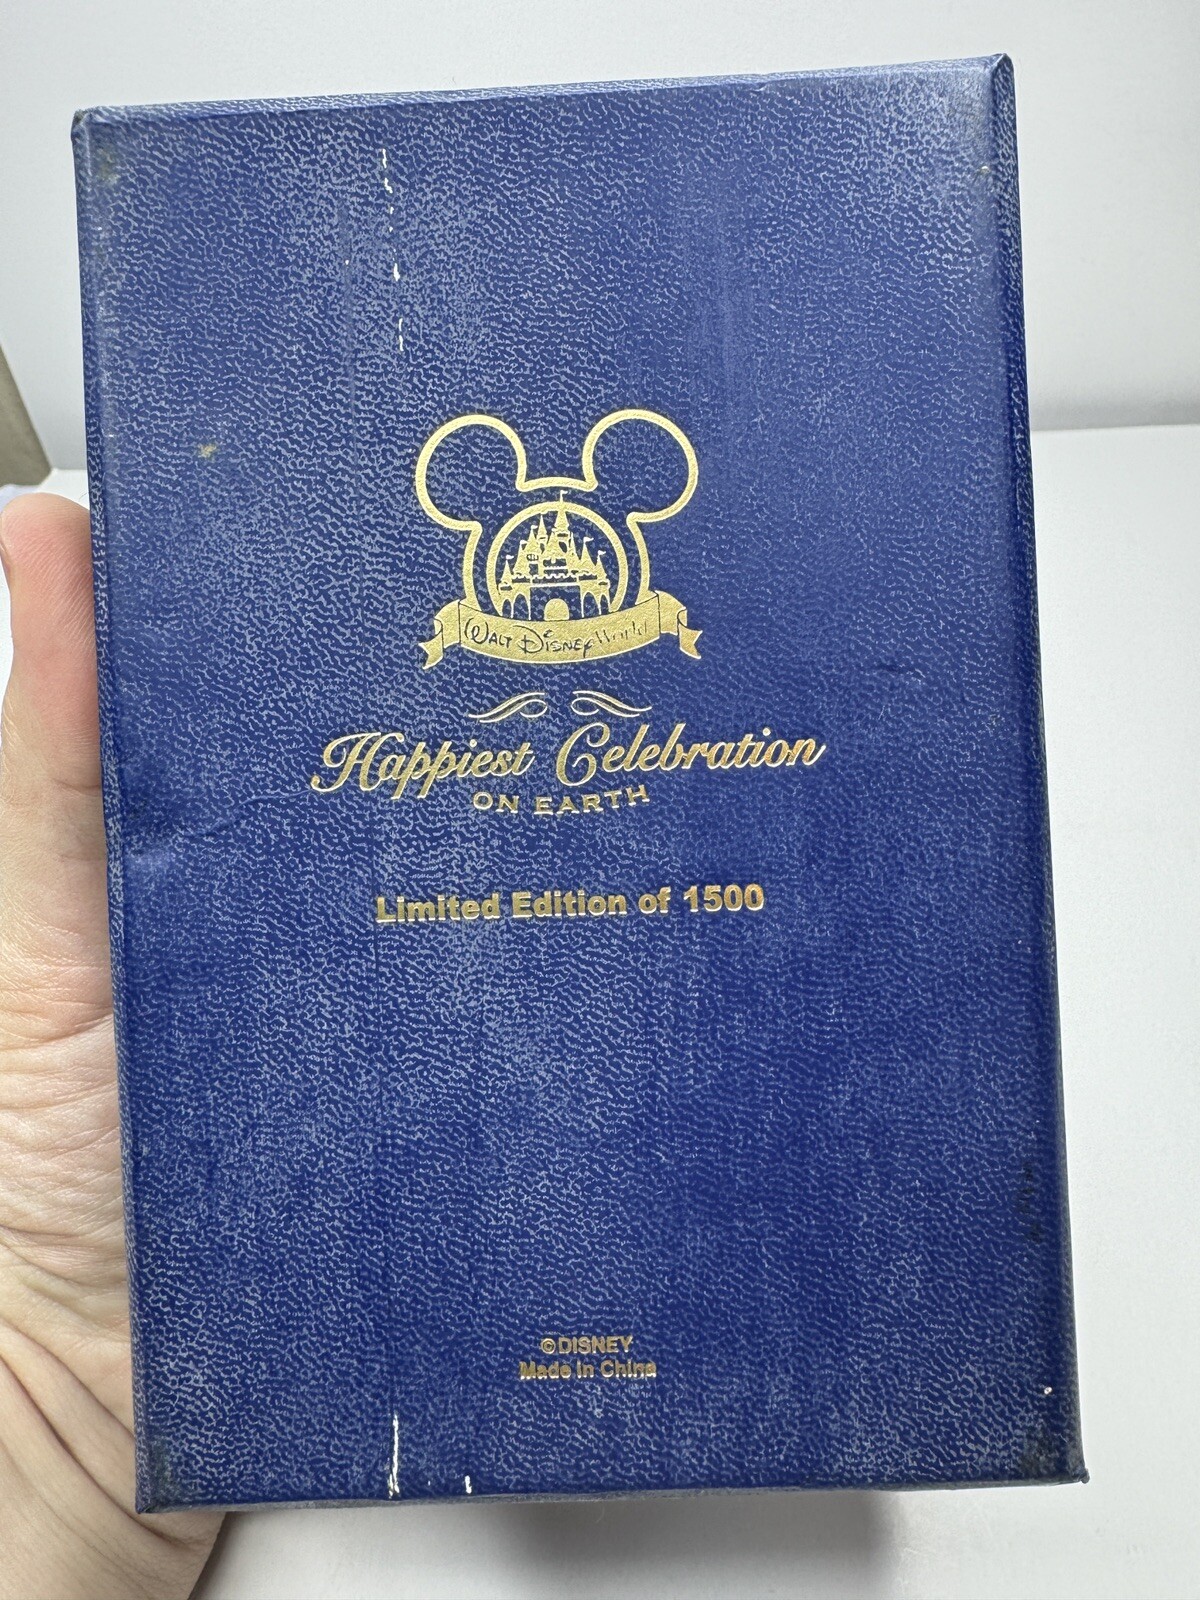 Walt Disney World
Happiest Celebration
ON EARTH
Limited Edition of 1500
©DISNEY
Made in China